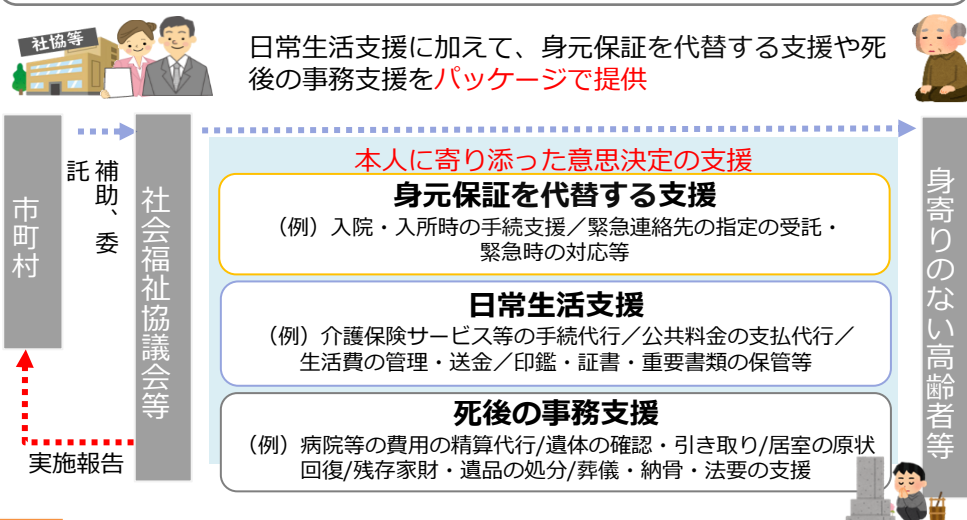 社協等
日常生活支援に加えて、身元保証を代替する支援や死
後の事務支援をパッケージで提供
市町村
補助、委
託
社会福祉協議会等
本人に寄り添った意思決定の支援
身元保証を代替する支援
（例）入院・入所時の手続支援／緊急連絡先の指定の受託・
緊急時の対応等
日常生活支援
（例）介護保険サービス等の手続代行／公共料金の支払代行／
生活費の管理・送金／印鑑・証書・重要書類の保管等
死後の事務支援
（例）病院等の費用の精算代行/遺体の確認・引き取り/居室の原状
回復/残存家財・遺品の処分/葬儀・納骨・法要の支援
身寄りのない高齢者等
実施報告